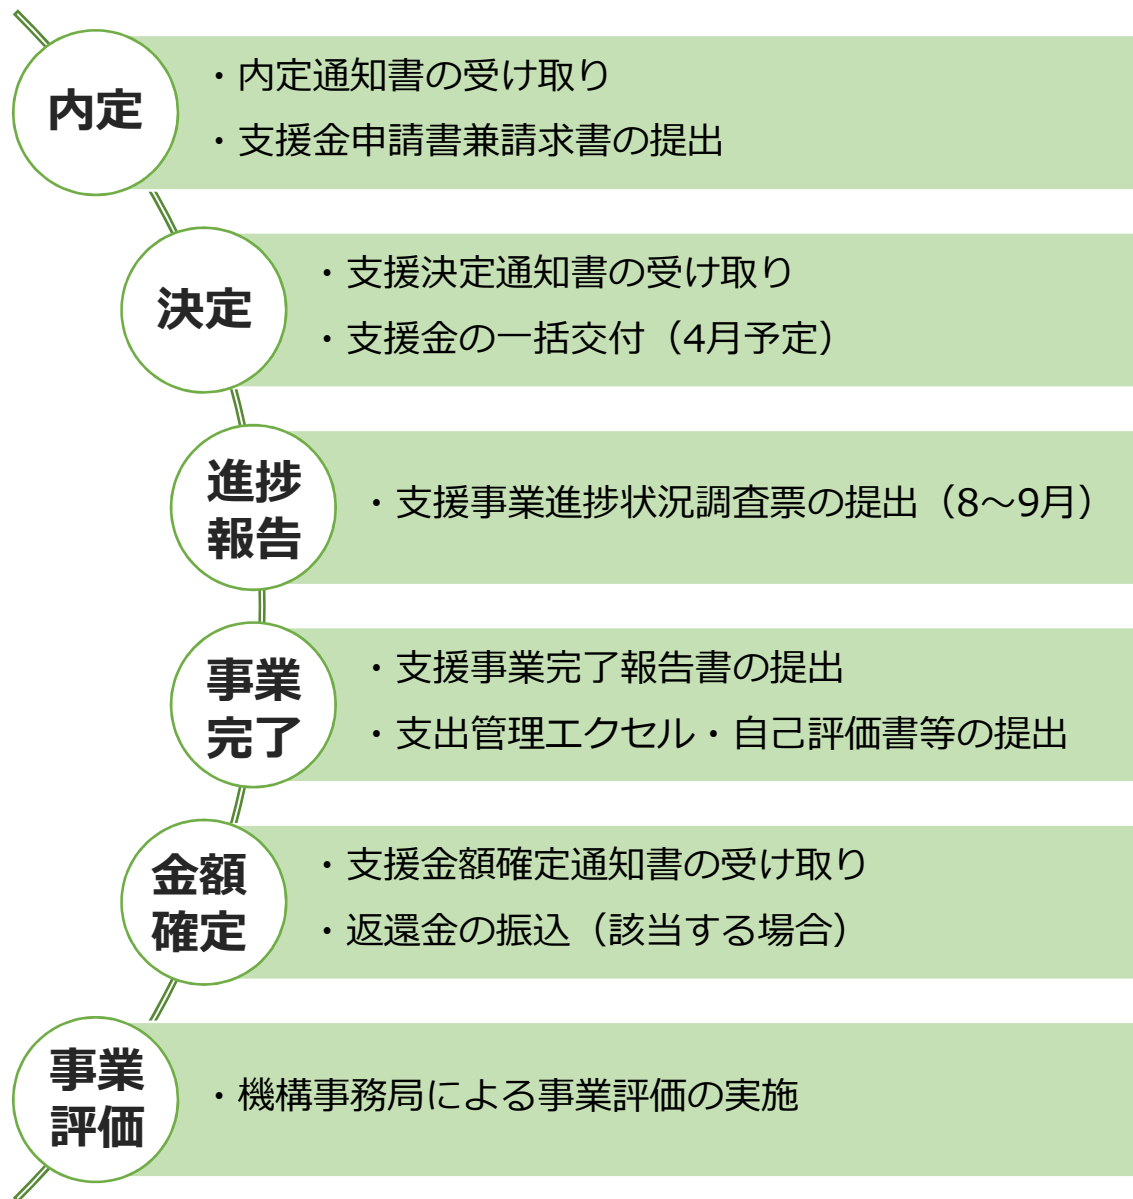 内定
・内定通知書の受け取り
・支援金申請書兼請求書の提出
決定
・支援決定通知書の受け取り
・支援金の一括交付（4月予定）
進捗
報告
・支援事業進捗状況調査票の提出（8～9月）
事業
完了
・支援事業完了報告書の提出
・支出管理エクセル・自己評価書等の提出
金額
確定
・支援金額確定通知書の受け取り
・返還金の振込（該当する場合）
事業
評価
・機構事務局による事業評価の実施